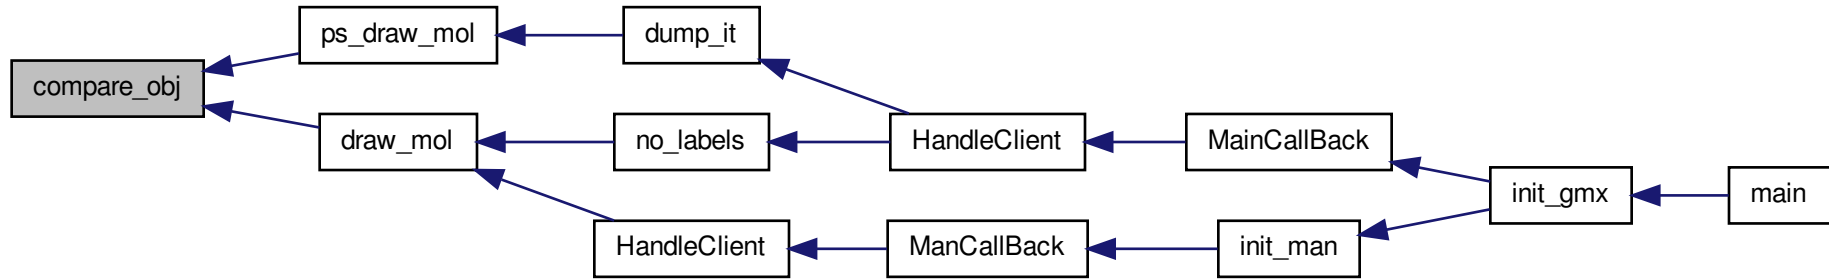 compare_obj
ps_draw_mol
dump_it
draw_mol
no_labels
HandleClient
MainCallBack
HandleClient
ManCallBack
init_man
init_gmx
main